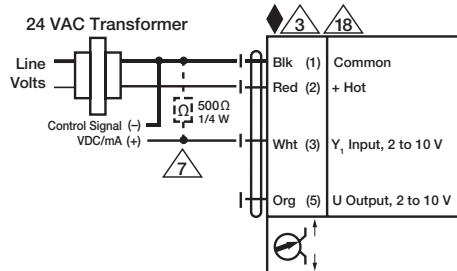 24 VAC Transformer
3
18
Line
Volts
Blk (1) Common
Red (2) + Hot
Ω 500Ω
1/4 W
Control Signal (–)
VDC/mA (+)
Wht (3) Y₁ Input, 2 to 10 V
7
Org (5) U Output, 2 to 10 V